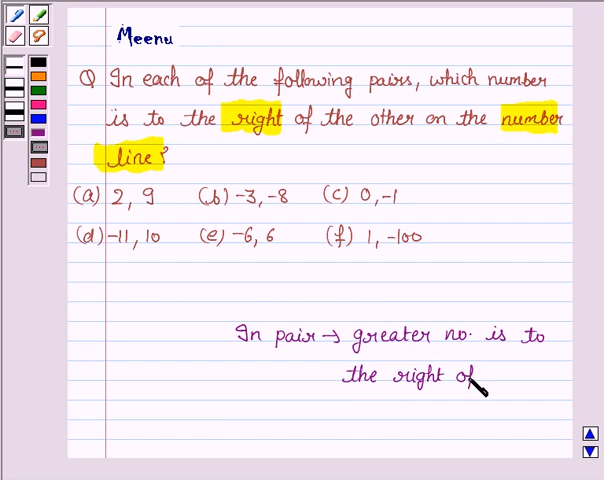 Meenu
Q In each of the following pairs, which number
is to the right of the other on the number
line?
(a) 2, 9 (b) -3, -8 (c) 0, -1
(d) -11, 10 (e) -6, 6 (f) 1, -100
In pair → greater no. is to
the right of